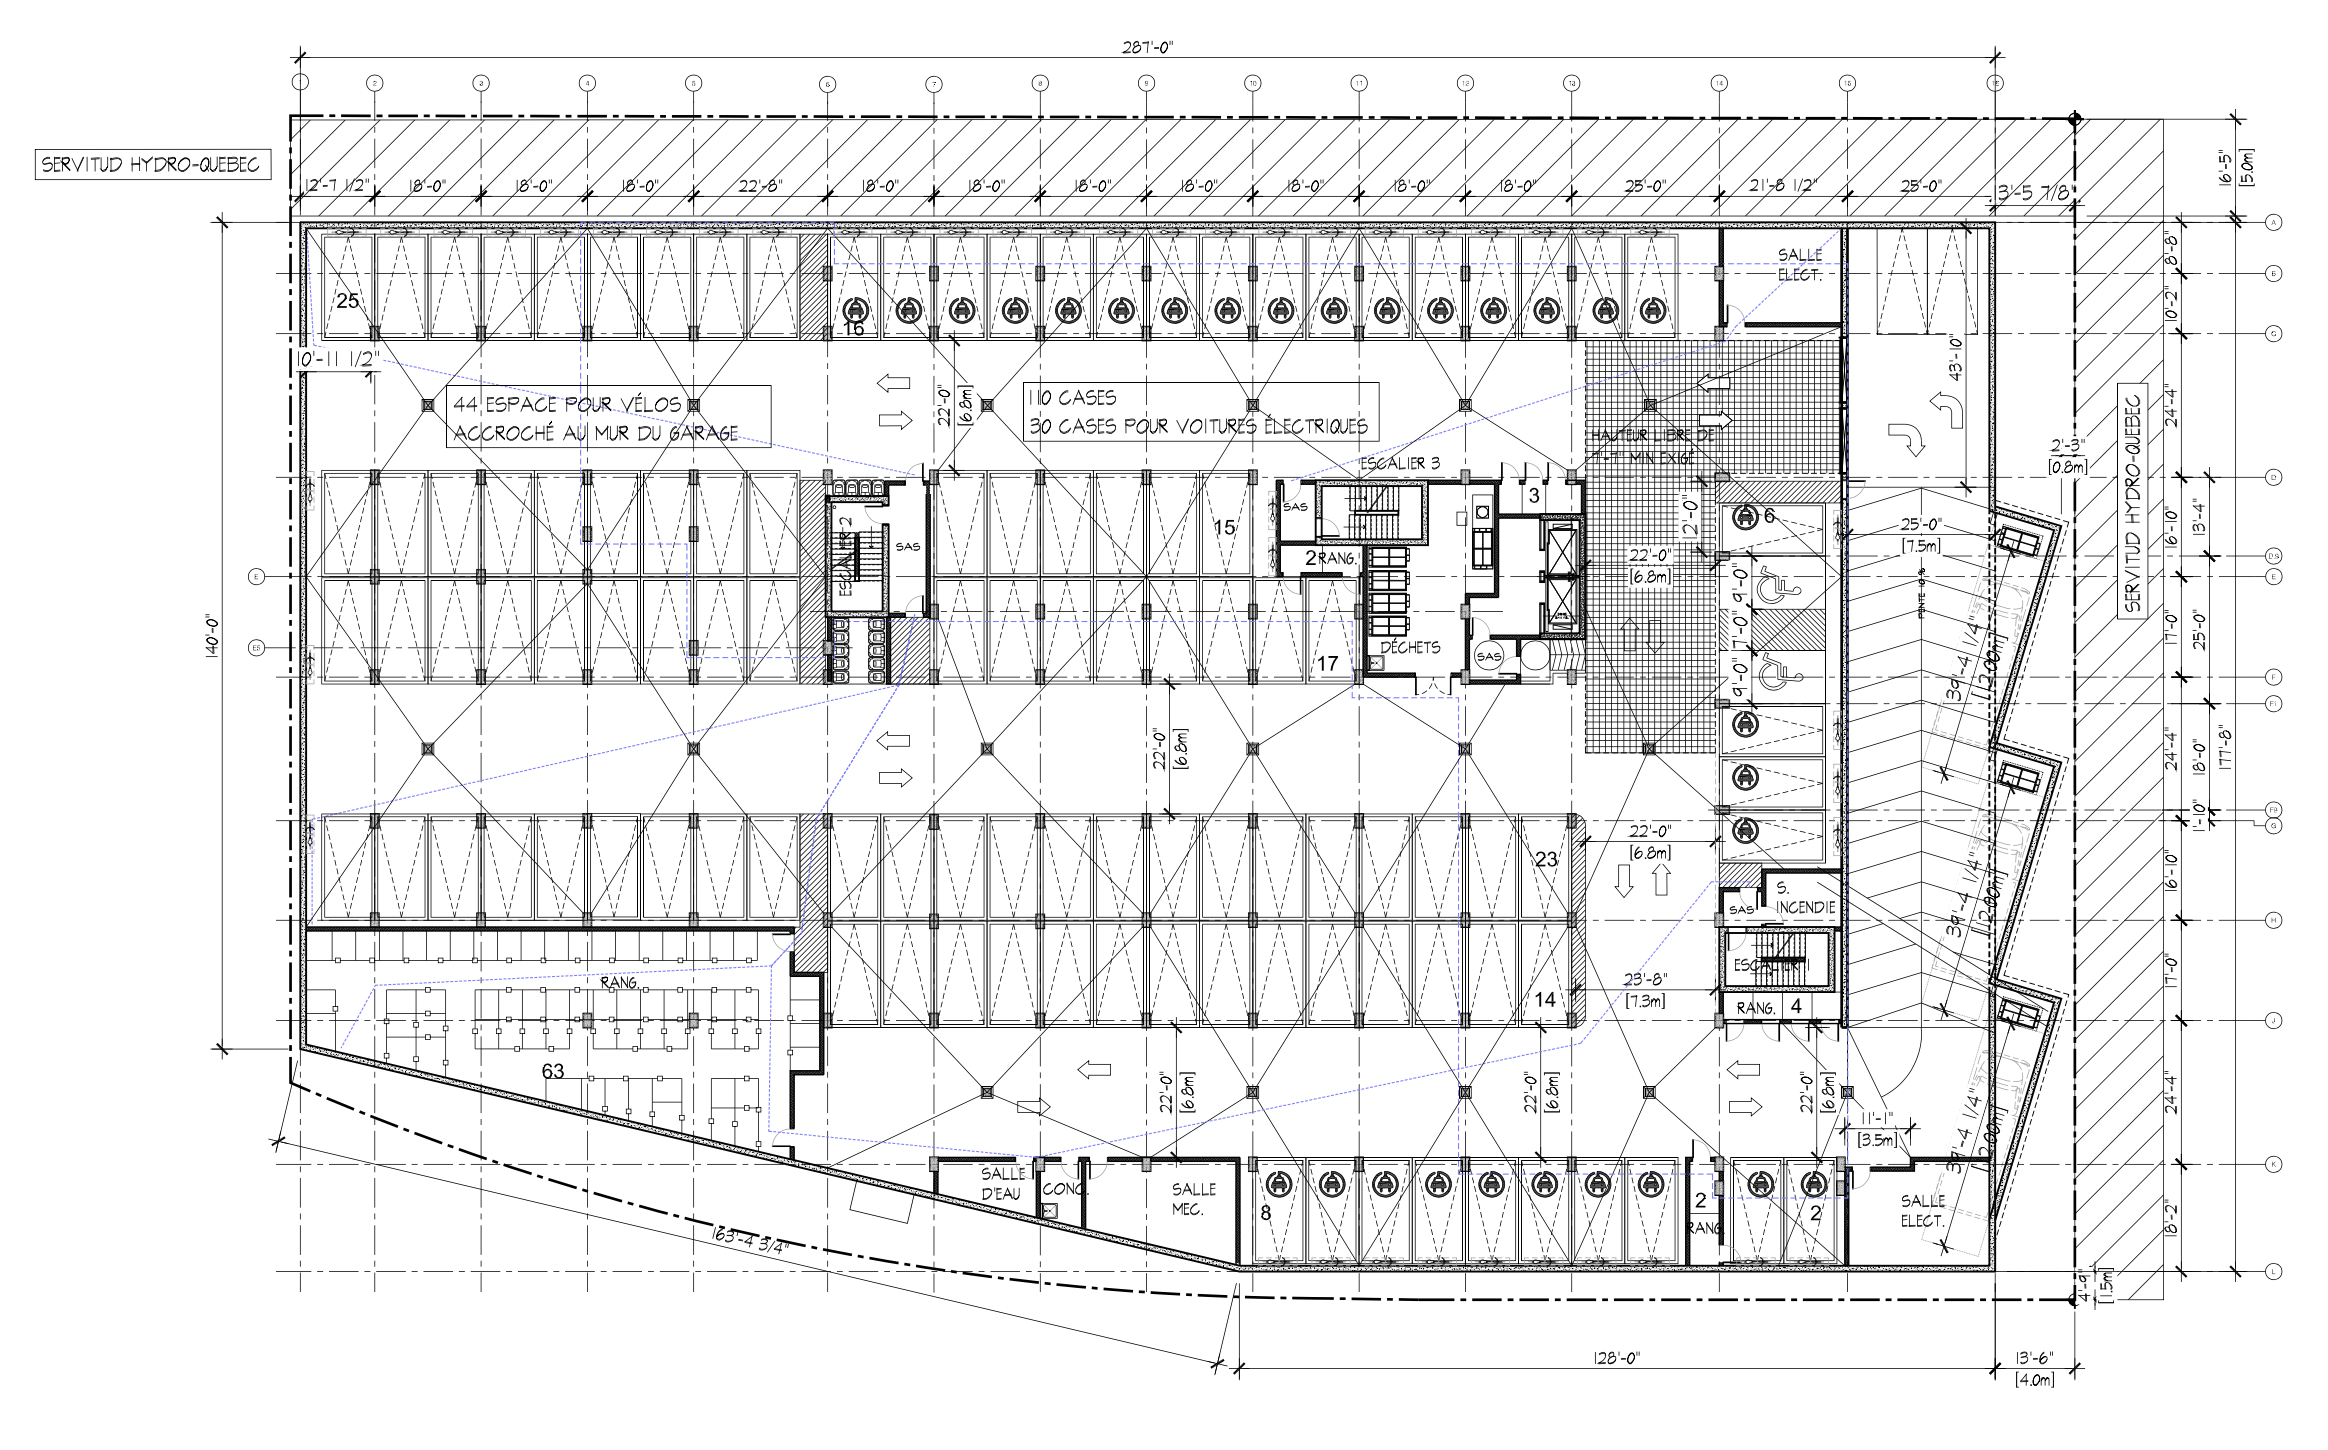 287'-0"
1 2 3 4 5 6 7 8 9 10 11 12 13 14 15 16
SERVITUD HYDRO-QUEBEC
12'-7 1/2" 18'-0" 18'-0" 18'-0" 22'-8" 18'-0" 18'-0" 18'-0" 18'-0" 18'-0" 18'-0" 18'-0" 25'-0" 21'-8 1/2" 25'-0" 3'-5 7/8"
16'-5"
[5.0m]
A
8'-8"
B
10'-2"
C
24'-4"
D
SALLE
ELECT.
25
16
10'-11 1/2"
44 ESPACE POUR VÉLOS
ACCROCHÉ AU MUR DU GARAGE
22'-0"
[6.8m]
110 CASES
30 CASES POUR VOITURES ÉLECTRIQUES
43'-10"
HAUTEUR LIBRE DE
7'-7" MIN EXIGÉ
SERVITUD HYDRO-QUEBEC
2'-3"
[0.8m]
ESCALIER 3
SAS
3
15
6
12'-0"
25'-0"
[7.5m]
16'-10"
13'-4"
D.9
ESCALIER 2
SAS
2 RANG.
22'-0"
[6.8m]
E
E
9'-0"
7'-0"
9'-0"
140'-0"
E5
17
DÉCHETS
SAS
39'-4 1/4"
[12.00m]
17'-0"
25'-0"
F
F1
22'-0"
[6.8m]
24'-4"
18'-0"
177'-8"
F9
G
1'-10"
23
22'-0"
[6.8m]
S.
INCENDIE
SAS
39'-4 1/4"
[12.00m]
16'-10"
H
ESCALIER 1
RANG.
14
23'-8"
[7.3m]
RANG. 4
17'-0"
J
63
22'-0"
[6.8m]
22'-0"
[6.8m]
22'-0"
[6.8m]
11'-1"
[3.5m]
39'-4 1/4"
[12.00m]
24'-4"
K
SALLE
D'EAU
CONC.
SALLE
MEC.
8
2
RANG
2
SALLE
ELECT.
18'-2"
163'-4 3/4"
4'-9"
[1.5m]
L
128'-0"
13'-6"
[4.0m]